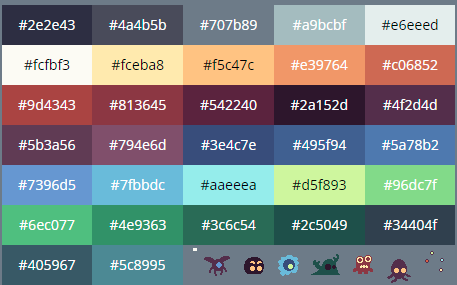 #2e2e43 #4a4b5b #707b89 #a9bcbf #e6eeed
#fcfbf3 #fceba8 #f5c47c #e39764 #c06852
#9d4343 #813645 #542240 #2a152d #4f2d4d
#5b3a56 #794e6d #3e4c7e #495f94 #5a78b2
#7396d5 #7fbbdc #aaeeea #d5f893 #96dc7f
#6ec077 #4e9363 #3c6c54 #2c5049 #34404f
#405967 #5c8995